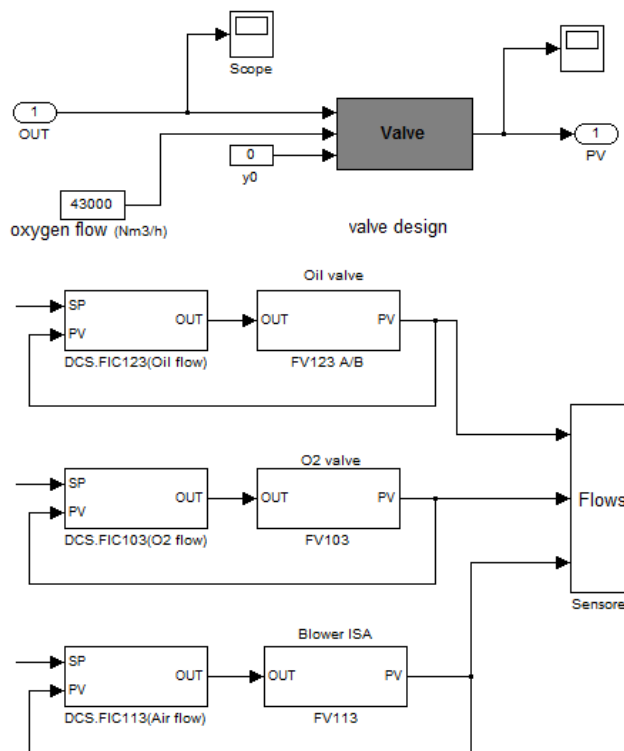 Scope
1
OUT
Valve
1
PV
0
y0
43000
oxygen flow (Nm3/h)
valve design
Oil valve
SP
PV
OUT
OUT
PV
DCS.FIC123(Oil flow)
FV123 A/B
O2 valve
SP
PV
OUT
OUT
PV
DCS.FIC103(O2 flow)
FV103
Flows
Sensore
Blower ISA
SP
PV
OUT
OUT
PV
DCS.FIC113(Air flow)
FV113